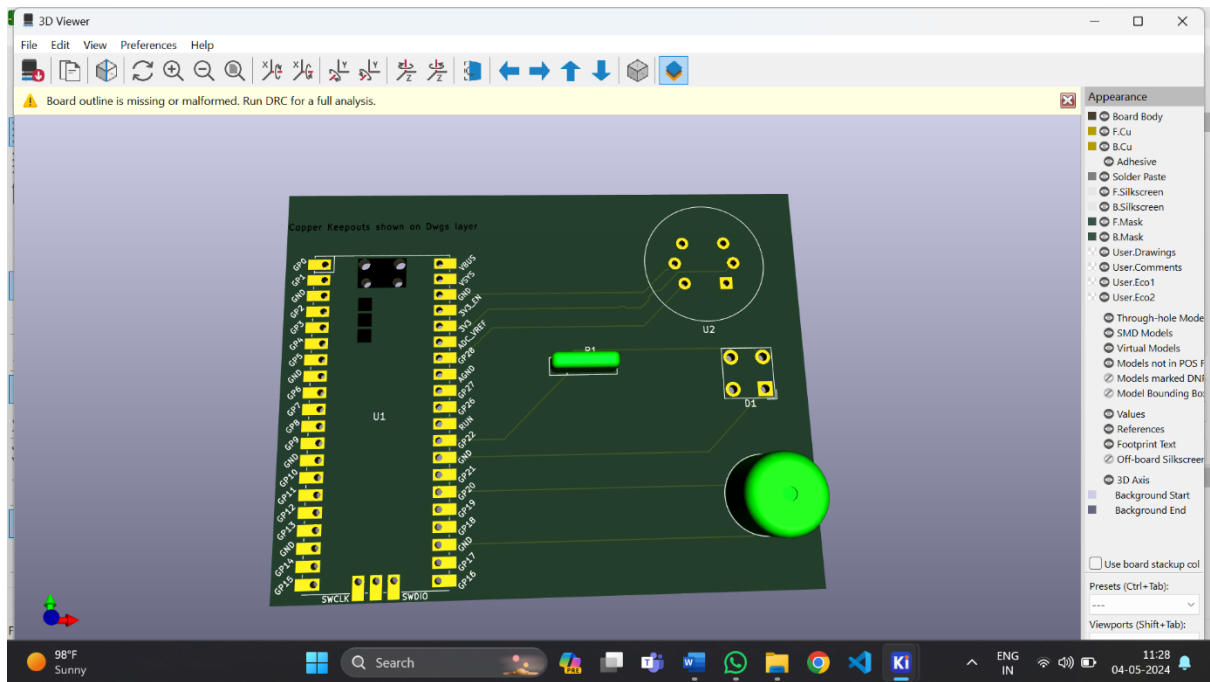 3D Viewer
File Edit View Preferences Help
Board outline is missing or malformed. Run DRC for a full analysis.
Appearance
Board Body
F.Cu
B.Cu
Adhesive
Solder Paste
F.Silkscreen
B.Silkscreen
F.Mask
B.Mask
User.Drawings
User.Comments
User.Eco1
User.Eco2
Through-hole Mode
SMD Models
Virtual Models
Models not in POS F
Models marked DNI
Model Bounding Bo
Values
References
Footprint Text
Off-board Silkscreer
3D Axis
Background Start
Background End
Use board stackup col
Presets (Ctrl+Tab):
---
Viewports (Shift+Tab):
Copper Keepouts shown on Dwgs layer
GP0
GP1
GND
GP2
GP3
GP4
GP5
GND
GP6
GP7
GP8
GP9
GND
GP10
GP11
GP12
GP13
GND
GP14
GP15
VBUS
VSYS
GND
3V3_EN
3V3
ADC_VREF
GP28
AGND
GP27
GP26
RUN
GP22
GND
GP21
GP20
GP19
GP18
GND
GP17
GP16
U1
SWCLK
SWDIO
U2
D1
98°F
Sunny
Search
PRE
Ki
ENG
IN
11:28
04-05-2024